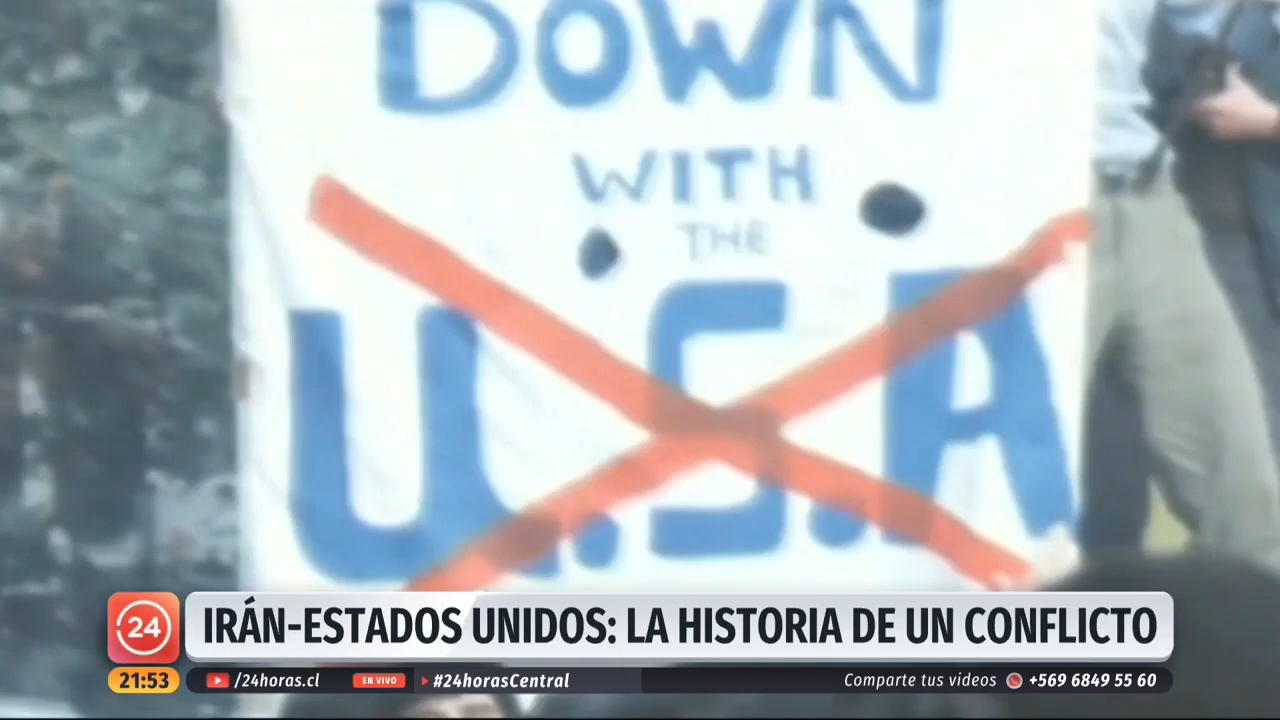 DOWN
WITH
THE
U.S.A
24
IRÁN-ESTADOS UNIDOS: LA HISTORIA DE UN CONFLICTO
21:53
/24horas.cl
EN VIVO
#24horasCentral
Comparte tus videos
+569 6849 55 60